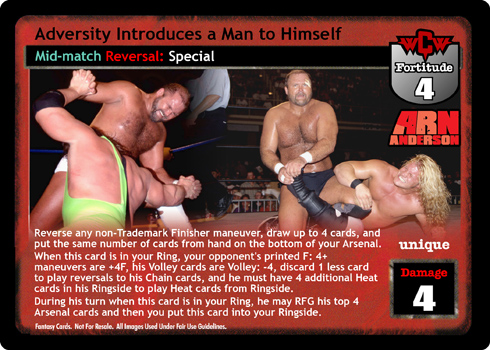 Adversity Introduces a Man to Himself
WCW
Mid-match Reversal: Special
Fortitude
4
ARN
ANDERSON
Reverse any non-Trademark Finisher maneuver, draw up to 4 cards, and
put the same number of cards from hand on the bottom of your Arsenal.
When this card is in your Ring, your opponent's printed F: 4+
maneuvers are +4F, his Volley cards are Volley: -4, discard 1 less card
to play reversals to his Chain cards, and he must have 4 additional Heat
cards in his Ringside to play Heat cards from Ringside.
During his turn when this card is in your Ring, he may RFG his top 4
Arsenal cards and then you put this card into your Ringside.
unique
Damage
4
Fantasy Cards. Not For Resale. All Images Used Under Fair Use Guidelines.